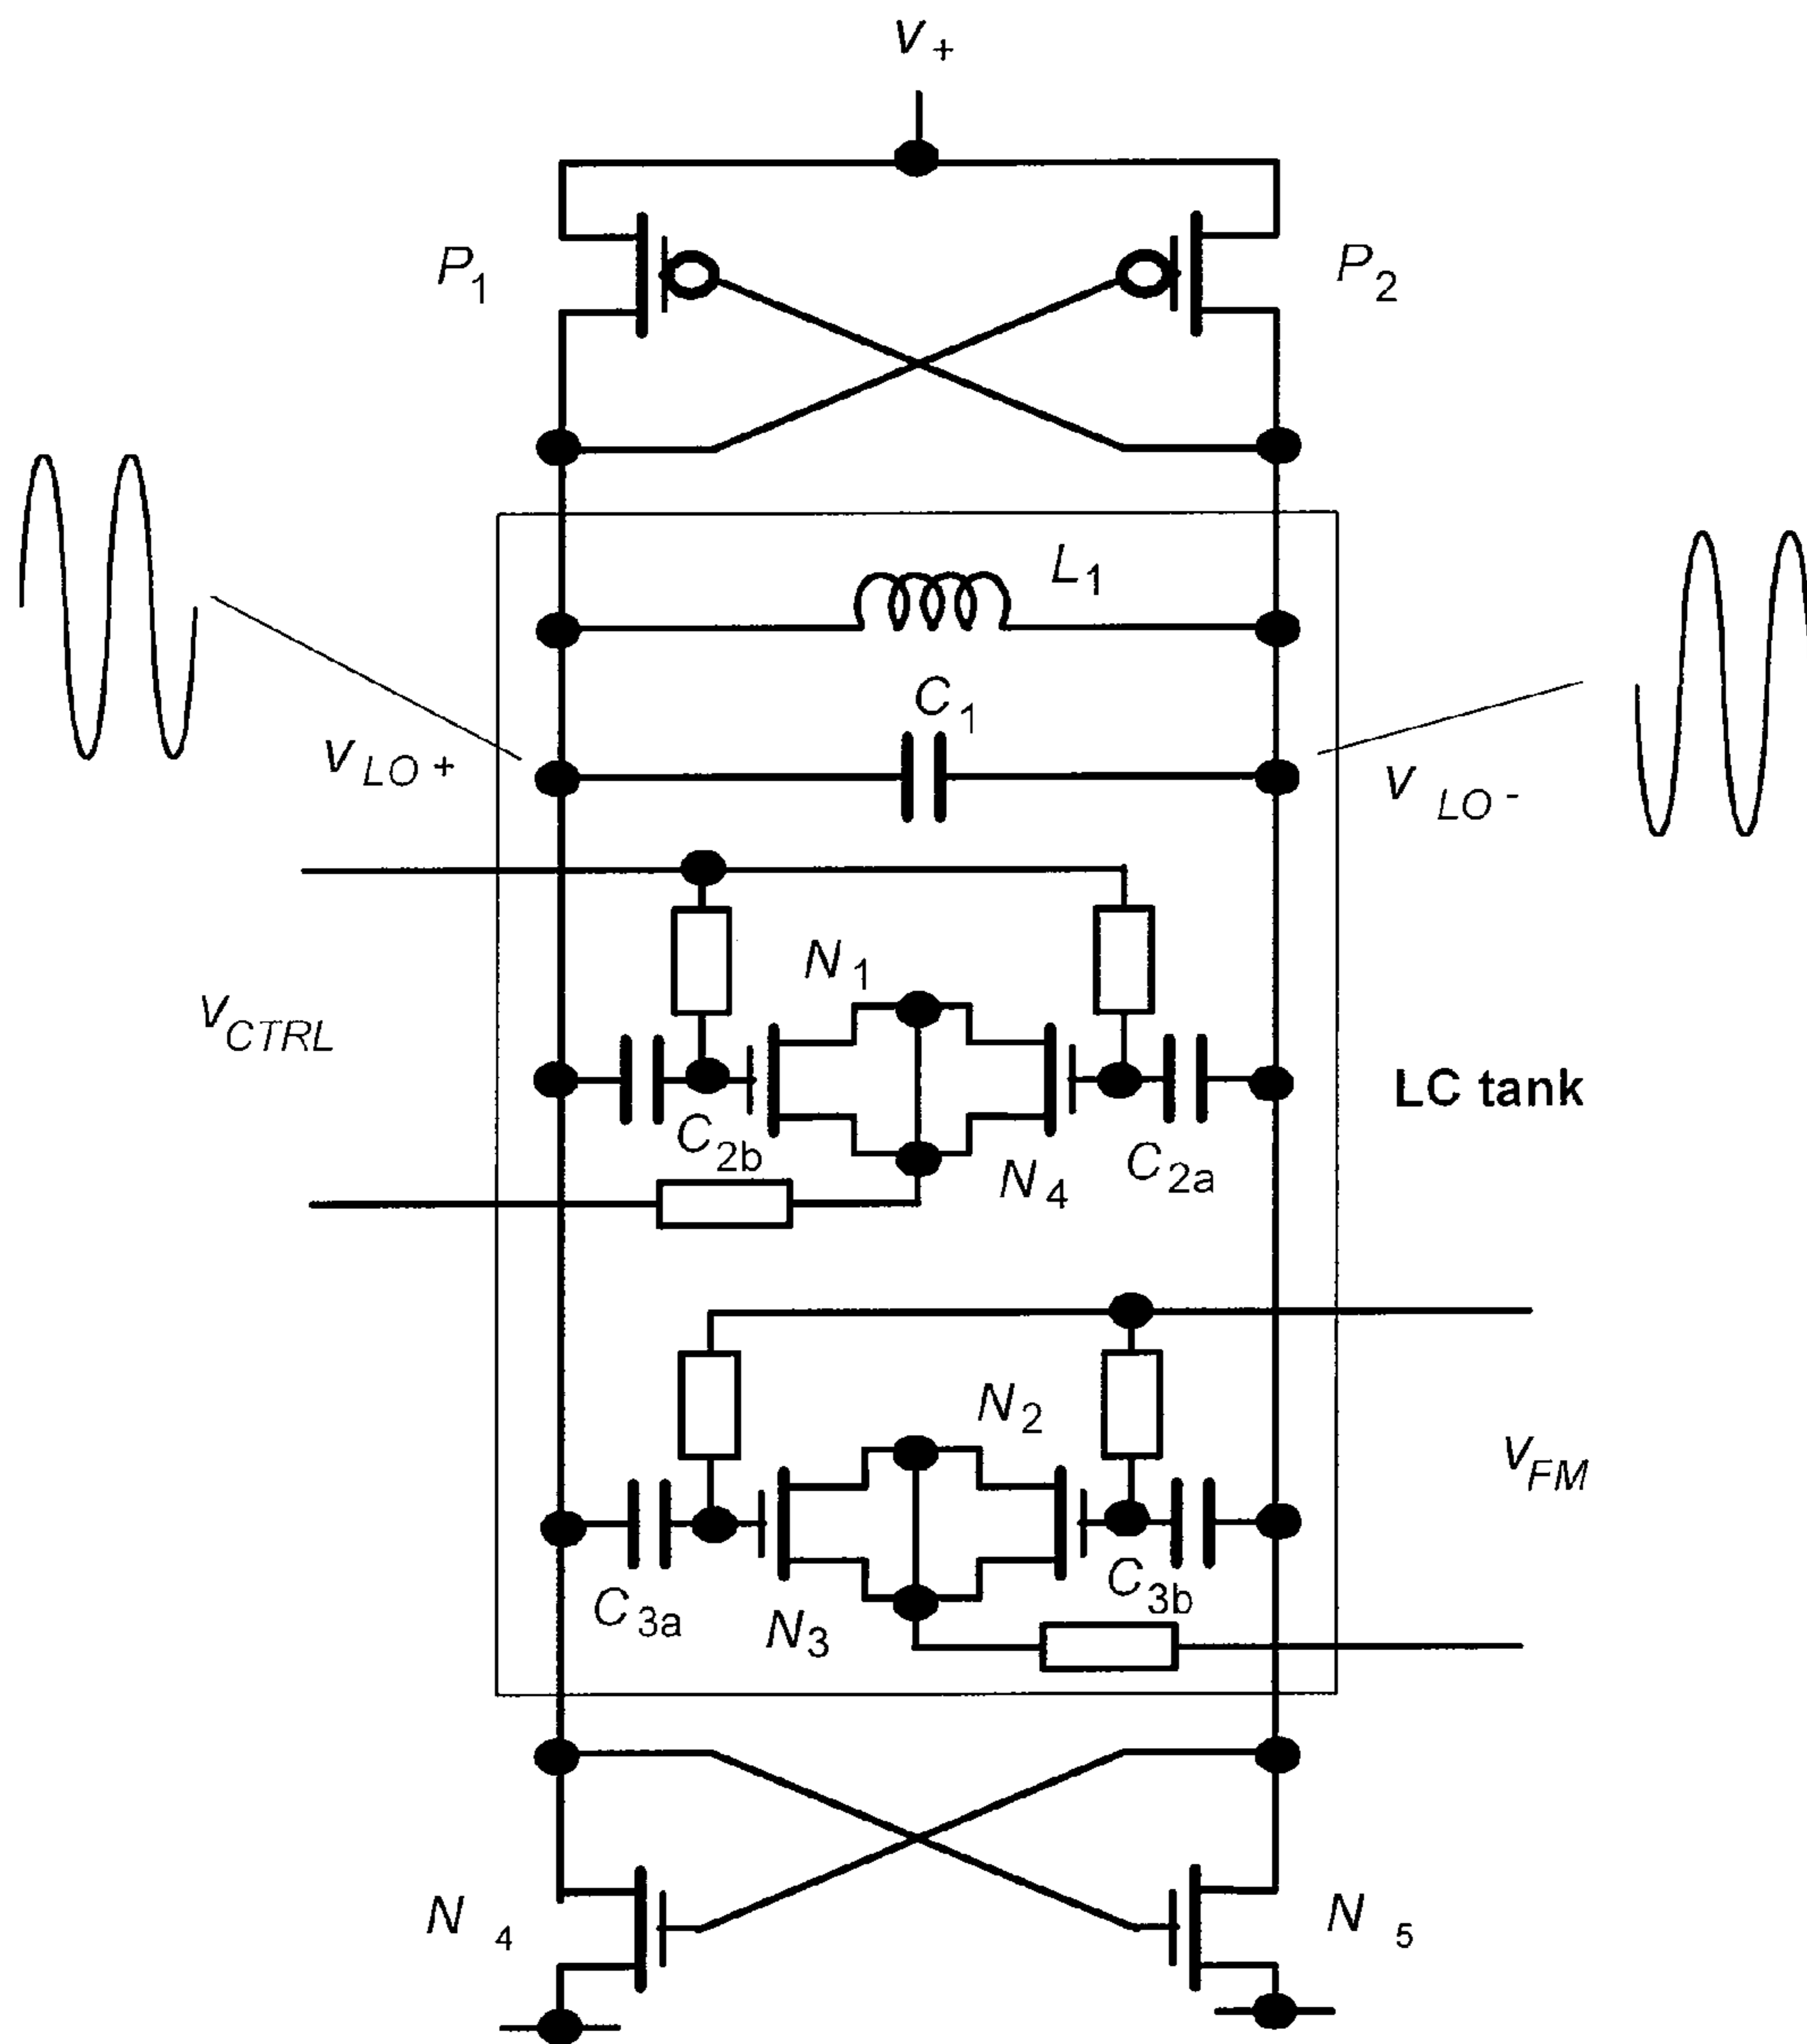 V+
P1
P2
L1
C1
VLO+
VLO-
N1
VCTRL
LC tank
C2b
C2a
N4
N2
VFM
C3a
C3b
N3
N4
N5